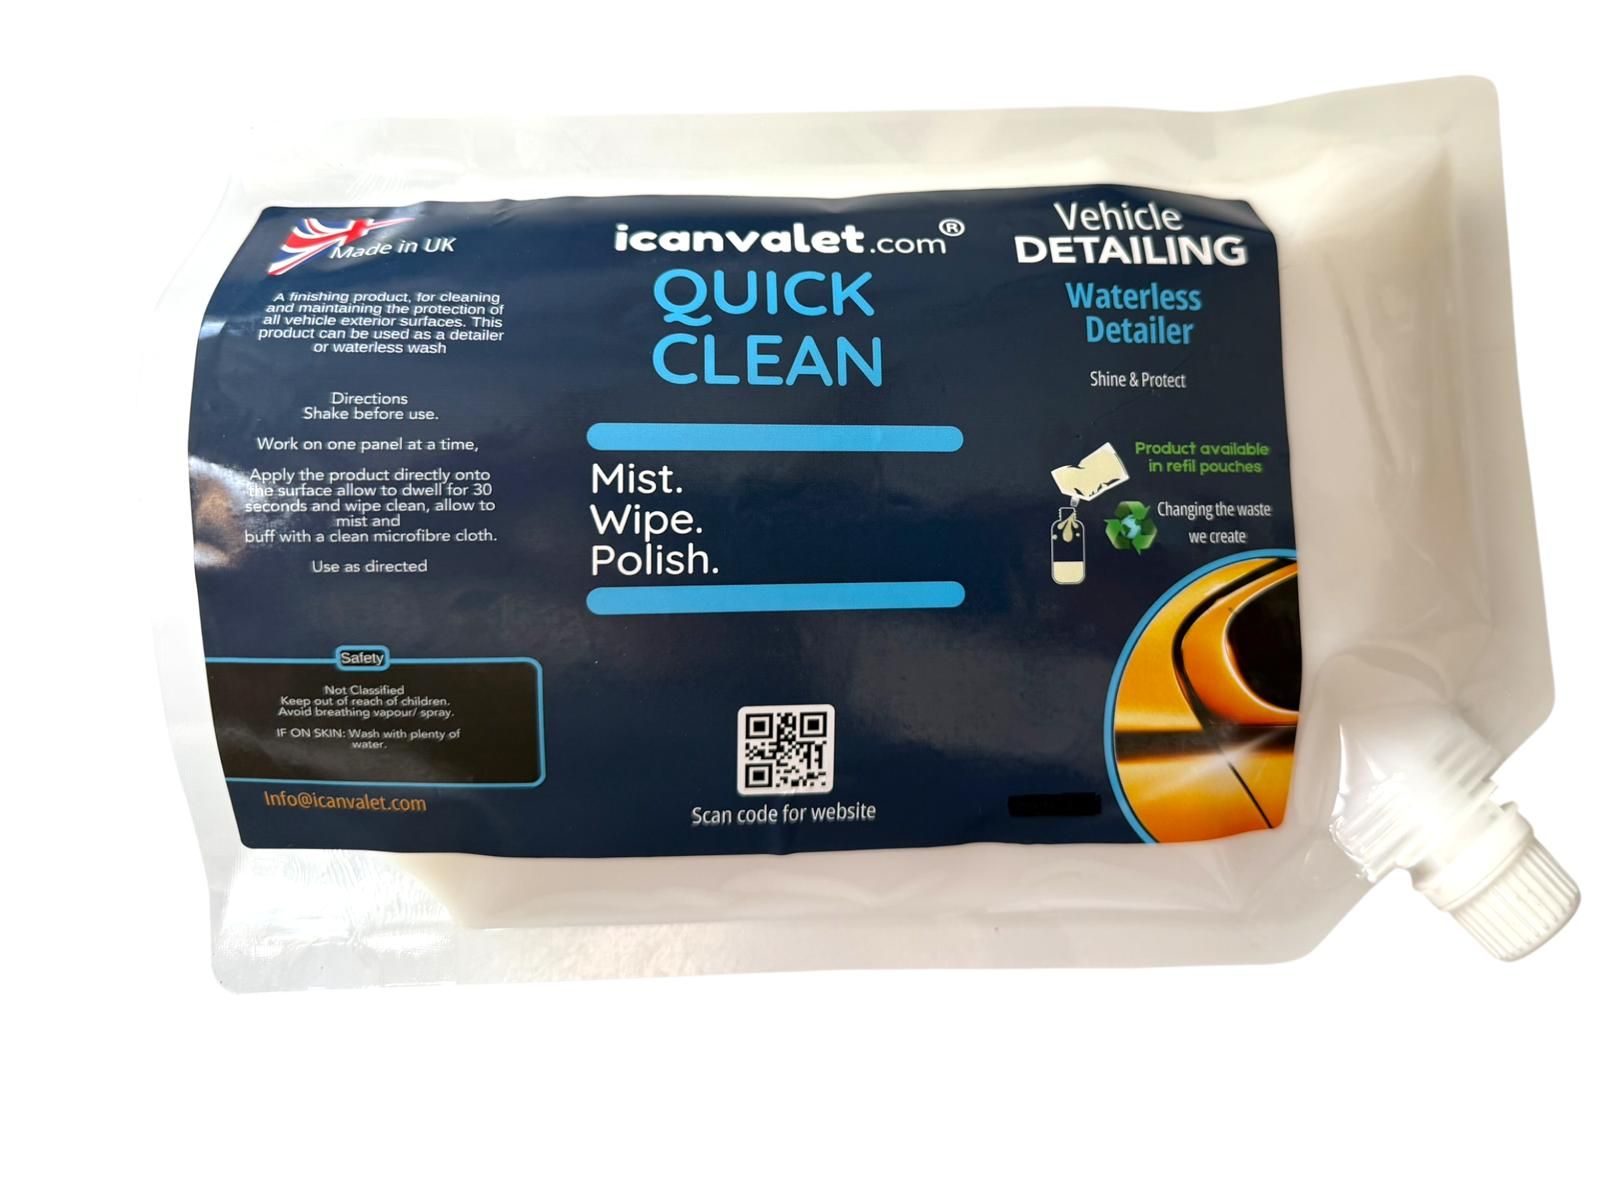 Made in UK
A finishing product, for cleaning
and maintaining the protection of
all vehicle exterior surfaces. This
product can be used as a detailer
or waterless wash
Directions
Shake before use.
Work on one panel at a time,
Apply the product directly onto
the surface allow to dwell for 30
seconds and wipe clean, allow to
mist and
buff with a clean microfibre cloth.
Use as directed
Safety
Not Classified
Keep out of reach of children.
Avoid breathing vapour/ spray.
IF ON SKIN: Wash with plenty of
water.
Info@icanvalet.com
icanvalet.com®
QUICK
CLEAN
Mist.
Wipe.
Polish.
Scan code for website
Vehicle
DETAILING
Waterless
Detailer
Shine & Protect
Product available
in refil pouches
Changing the waste
we create